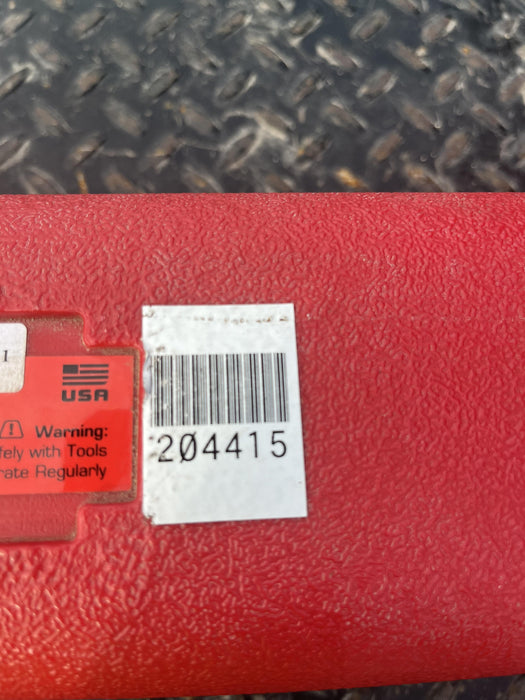 I
USA
⚠ Warning:
fely with Tools
rate Regularly
204415